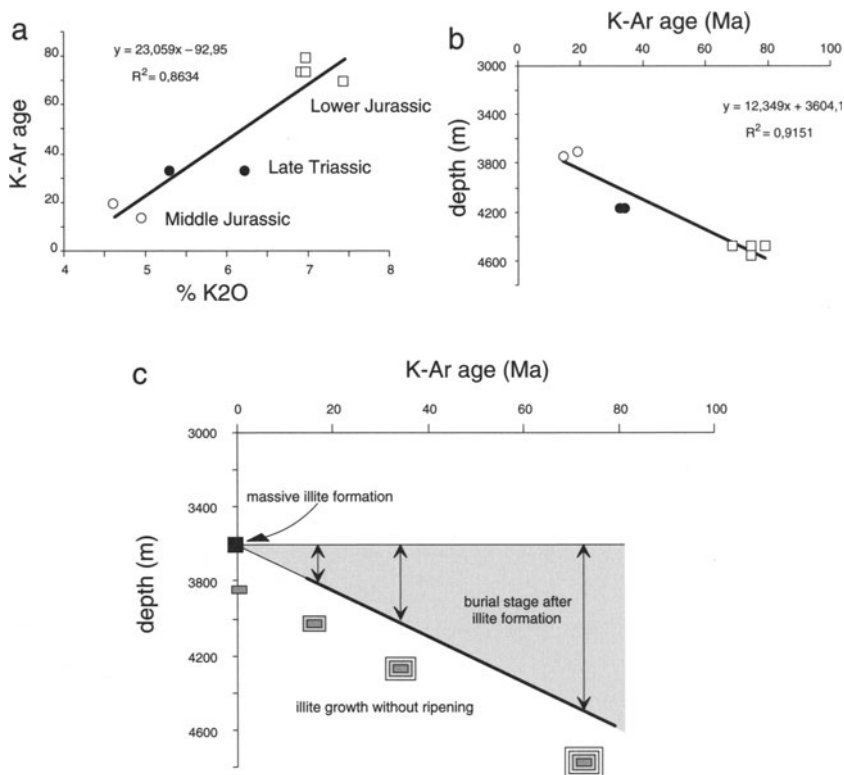 a
y = 23,059x – 92,95
R² = 0,8634
K-Ar age
80
60
40
20
0
Lower Jurassic
Late Triassic
Middle Jurassic
4
5
6
7
8
% K2O
b
K-Ar age (Ma)
0
20
40
60
80
100
3000
3400
3800
4200
4600
depth (m)
y = 12,349x + 3604,1
R² = 0,9151
c
K-Ar age (Ma)
0
20
40
60
80
100
3000
3400
3800
4200
4600
depth (m)
massive illite formation
burial stage after
illite formation
illite growth without ripening